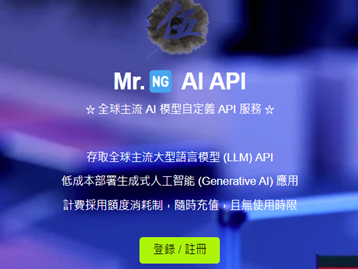 伍
Mr. NG AI API
☆ 全球主流 AI 模型自定義 API 服務 ☆
存取全球主流大型語言模型 (LLM) API
低成本部署生成式人工智能 (Generative AI) 應用
計費採用額度消耗制，隨時充值，且無使用時限
登錄 / 註冊